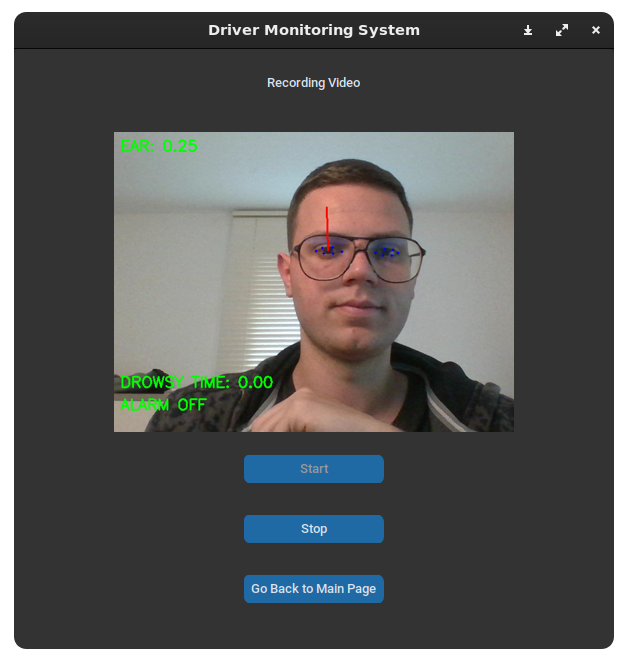 Driver Monitoring System
Recording Video
EAR: 0.25
DROWSY TIME: 0.00
ALARM OFF
Start
Stop
Go Back to Main Page